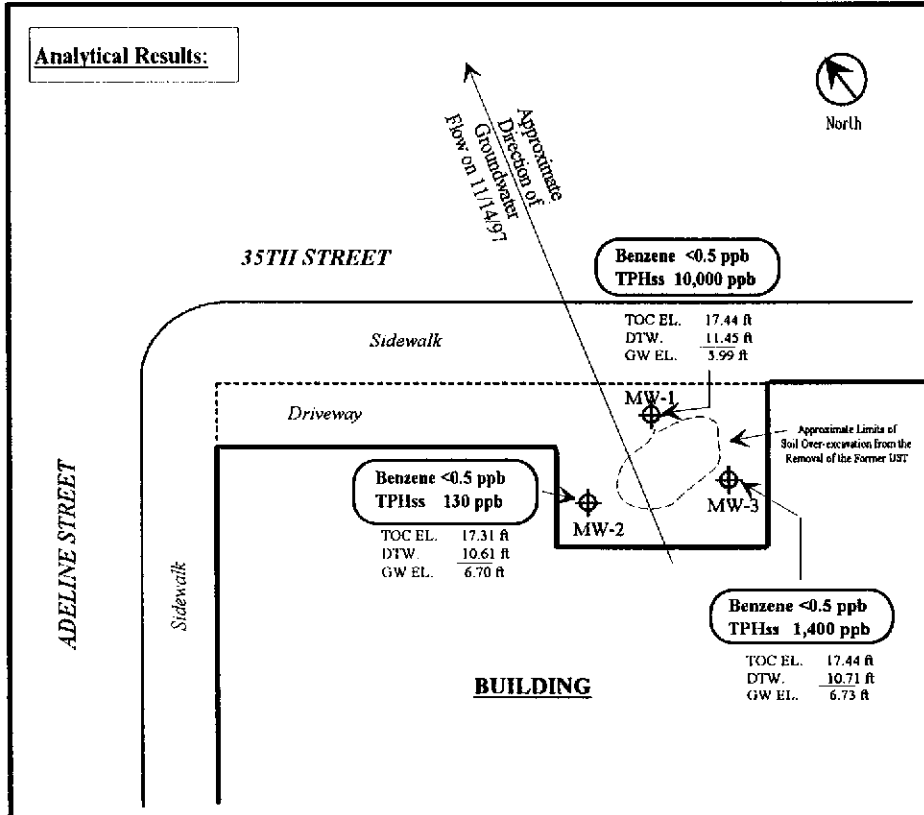 Analytical Results:
North
Approximate
Direction of
Groundwater
Flow on 11/14/97
35TH STREET
Benzene <0.5 ppb
TPHss 10,000 ppb
TOC EL. 17.44 ft
DTW. 11.45 ft
GW EL. 5.99 ft
Sidewalk
MW-1
Driveway
Approximate Limits of
Soil Over-excavation from the
Removal of the Former UST
Benzene <0.5 ppb
TPHss 130 ppb
MW-2
MW-3
TOC EL. 17.31 ft
DTW. 10.61 ft
GW EL. 6.70 ft
ADELINE STREET
Sidewalk
Benzene <0.5 ppb
TPHss 1,400 ppb
TOC EL. 17.44 ft
DTW. 10.71 ft
GW EL. 6.73 ft
BUILDING